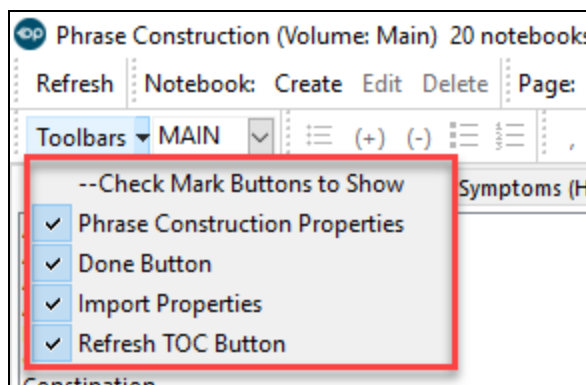 op Phrase Construction (Volume: Main) 20 notebooks
Refresh Notebook: Create Edit Delete Page:
Toolbars MAIN (+) (-) ,
--Check Mark Buttons to Show
Symptoms (H
Phrase Construction Properties
Done Button
Import Properties
Refresh TOC Button
Constipation